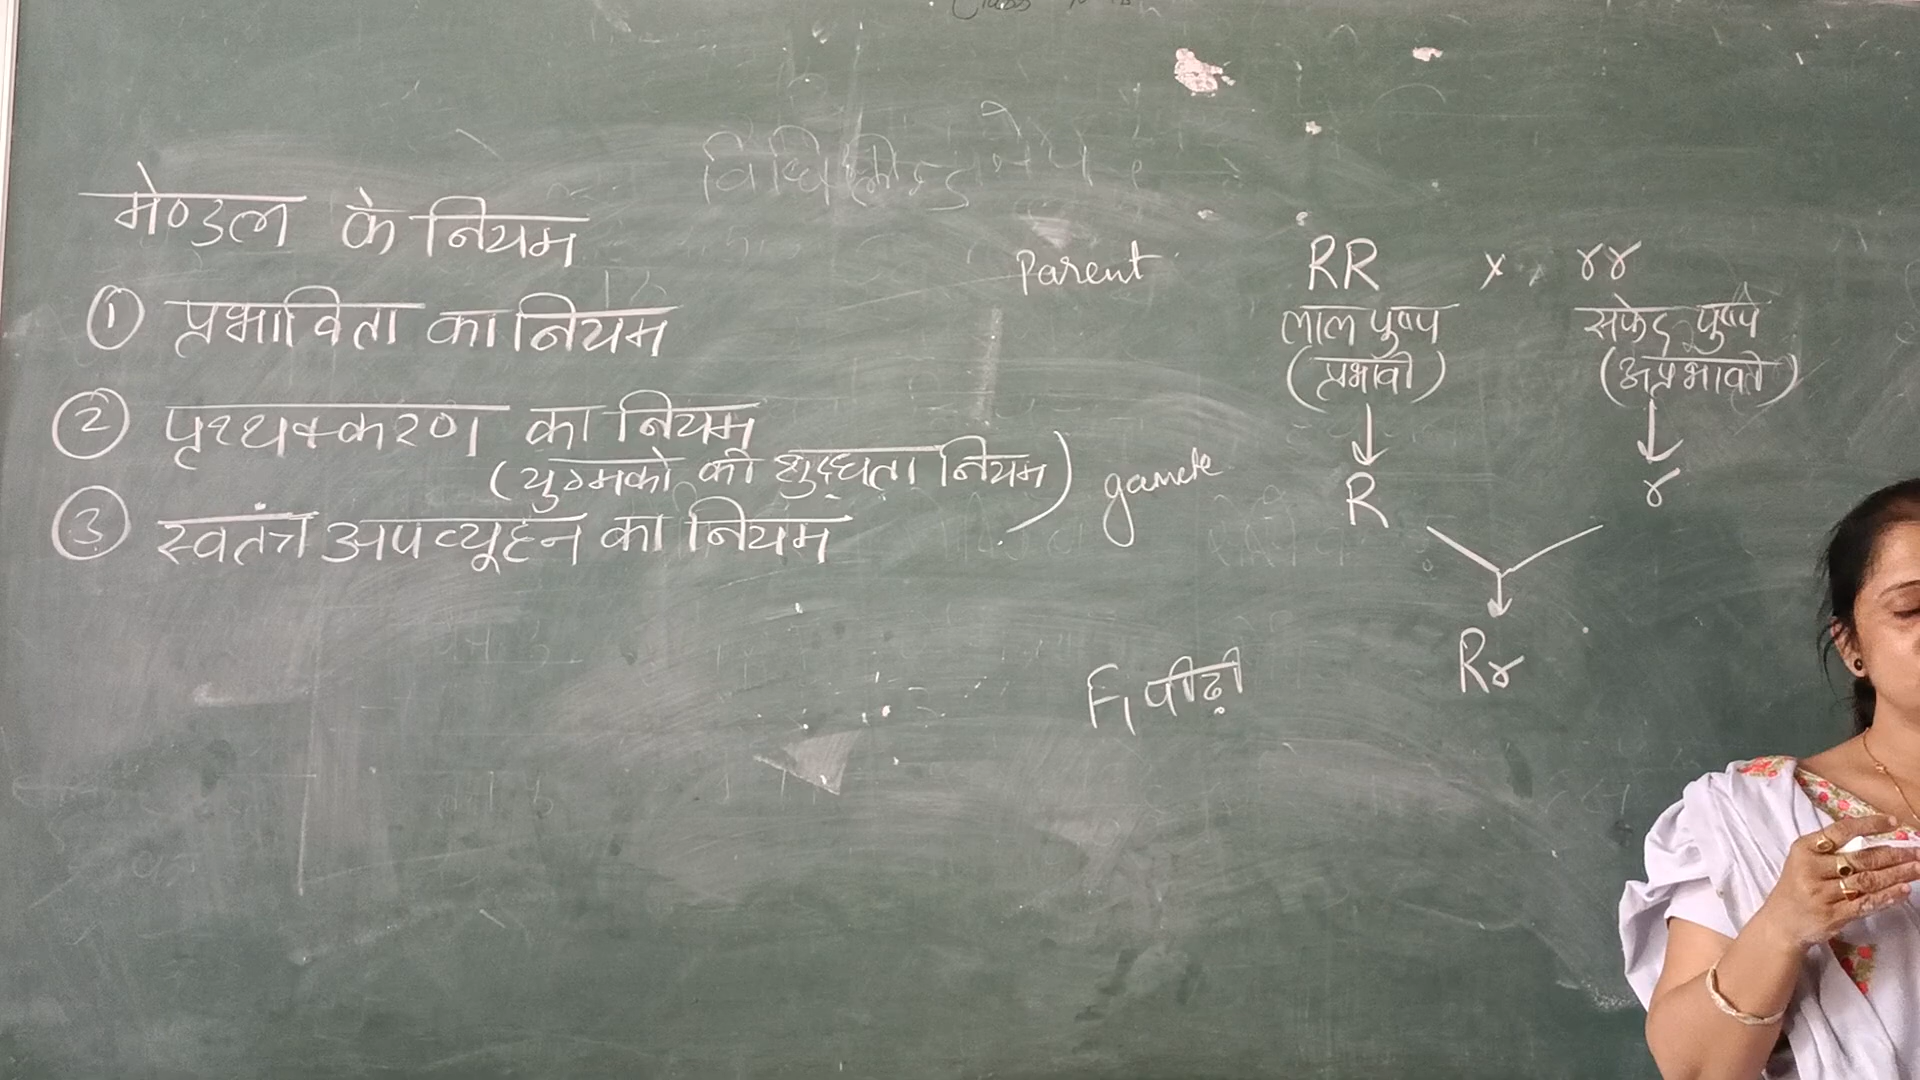 मेण्डल के नियम
① प्रभाविता का नियम
② पृथ्थक्करण का नियम
(युग्मको की शुद्धता नियम)
③ स्वतंत्र अपव्यूहन का नियम
Parent RR x rr
लाल पुष्प सफेद पुष्प
(प्रभावी) (अप्रभावी)
gamete R r
F1 पीढ़ी Rr